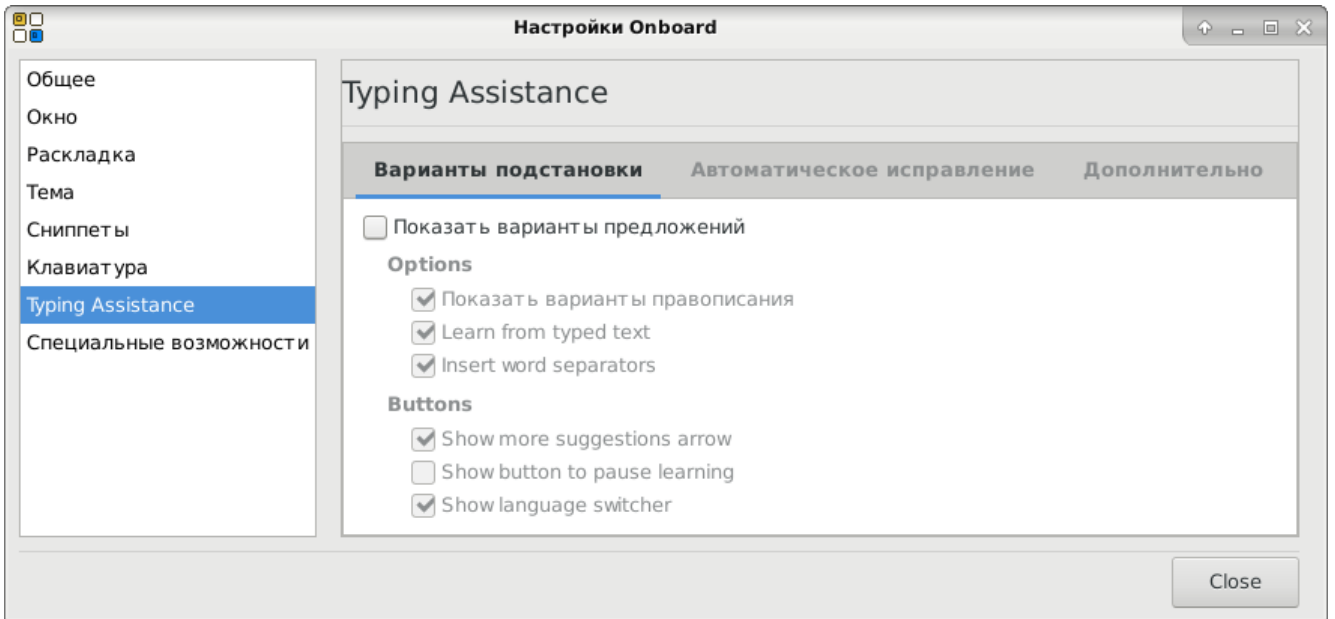 Настройки Onboard
Общее
Окно
Раскладка
Тема
Сниппеты
Клавиатура
Typing Assistance
Специальные возможности
Typing Assistance
Варианты подстановки Автоматическое исправление Дополнительно
Показать варианты предложений
Options
Показать варианты правописания
Learn from typed text
Insert word separators
Buttons
Show more suggestions arrow
Show button to pause learning
Show language switcher
Close